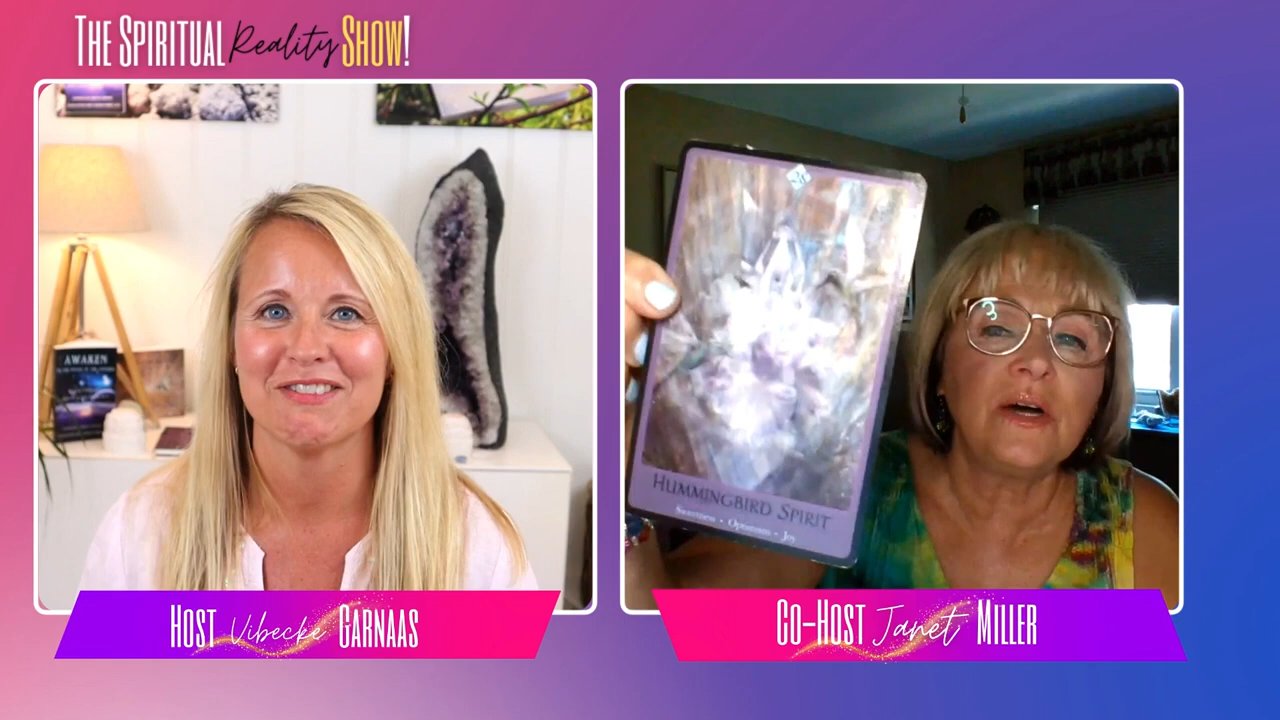 THE SPIRITUAL Reality SHOW!
AWAKEN
HUMMINGBIRD SPIRIT
Sweetness • Optimism • Joy
HOST Vibecke GARNAAS
CO-HOST Janet MILLER